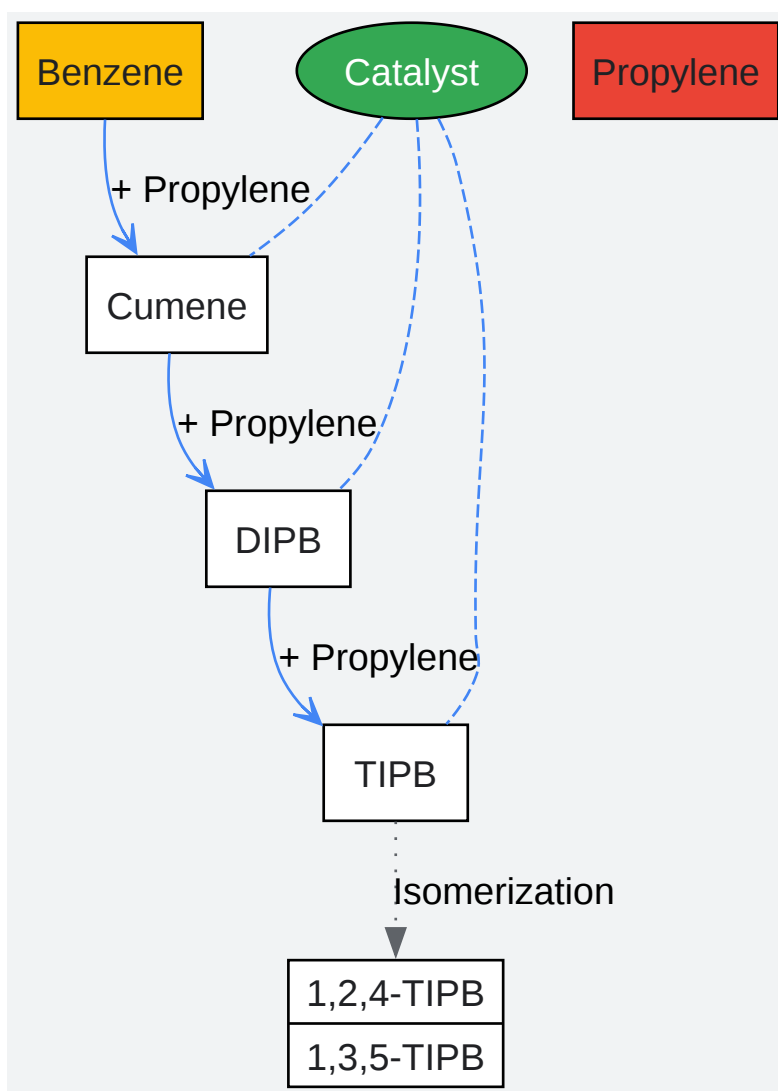 Benzene
Catalyst
Propylene
+ Propylene
Cumene
+ Propylene
DIPB
+ Propylene
TIPB
Isomerization
1,2,4-TIPB
1,3,5-TIPB